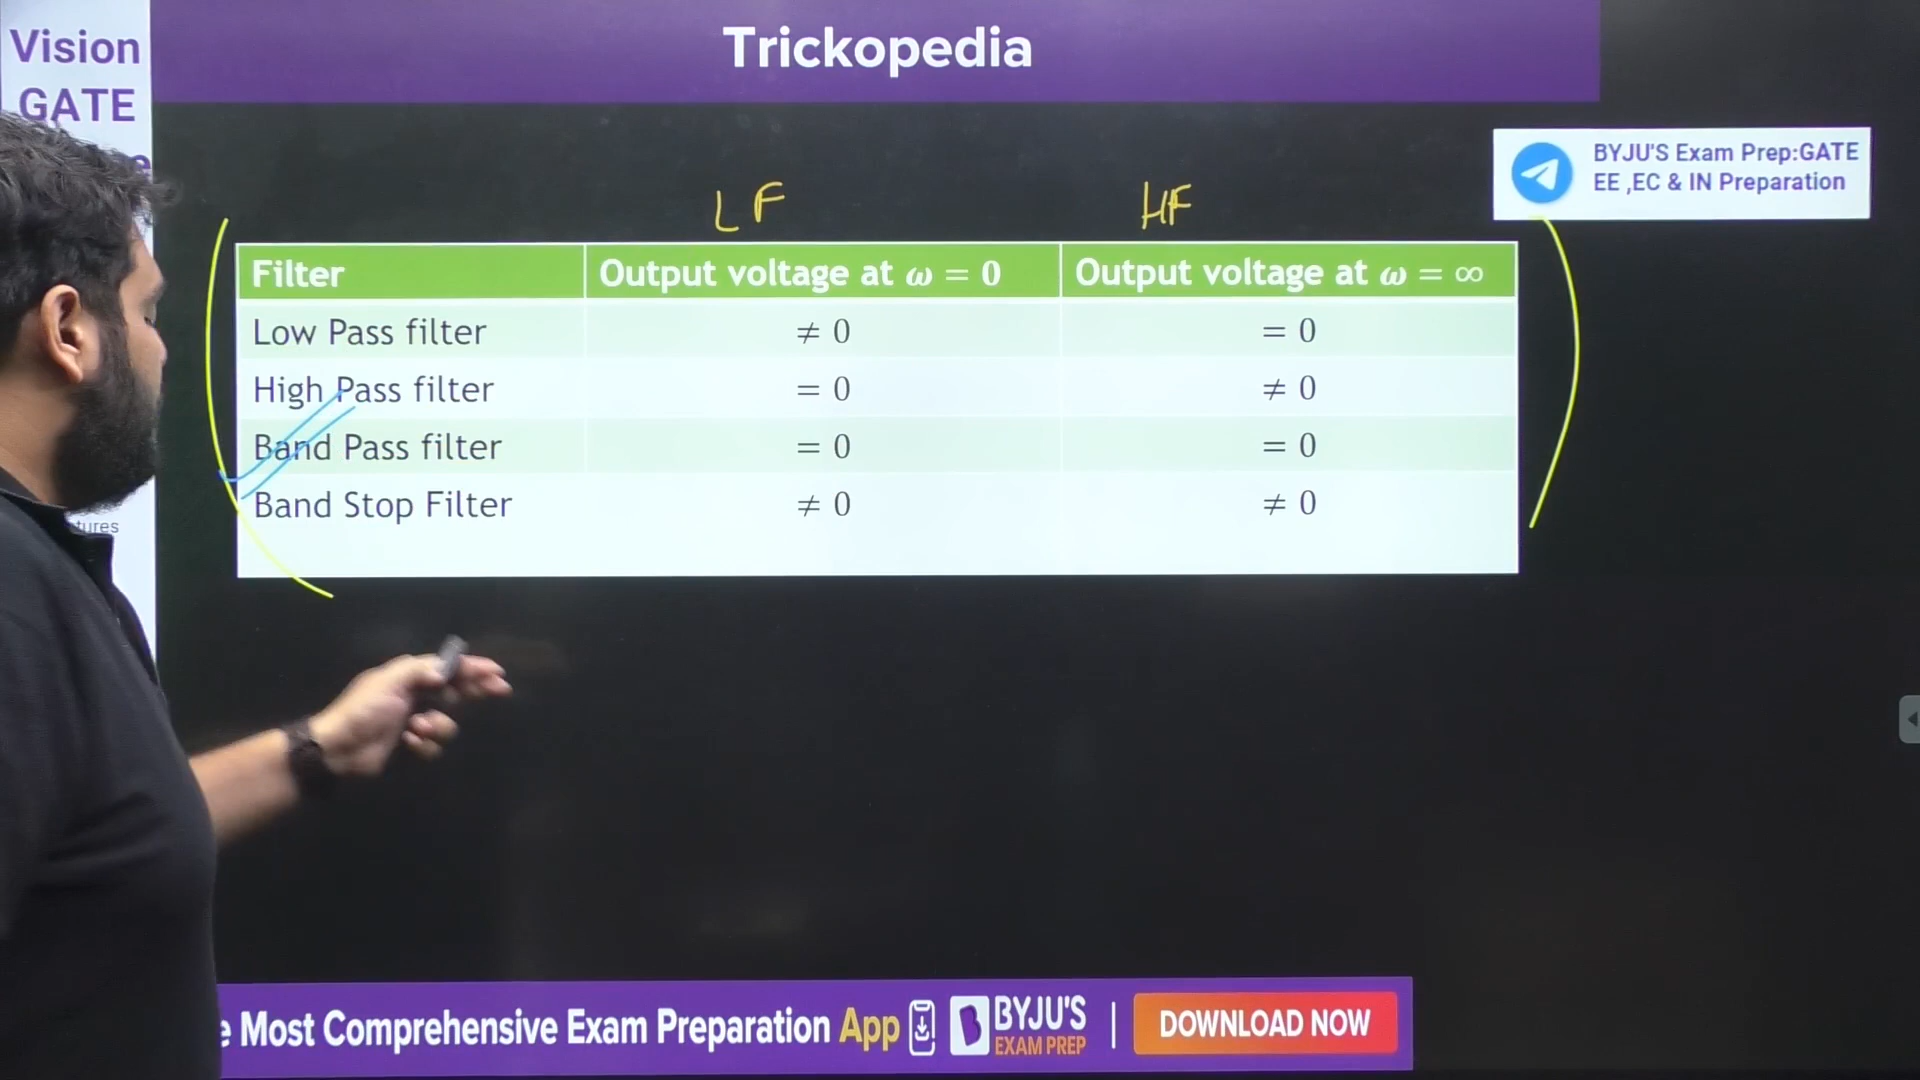 Vision
GATE
Trickopedia
BYJU'S Exam Prep:GATE
EE ,EC & IN Preparation
LF HF
Filter Output voltage at ω = 0 Output voltage at ω = ∞
Low Pass filter ≠ 0 = 0
High Pass filter = 0 ≠ 0
Band Pass filter = 0 = 0
Band Stop Filter ≠ 0 ≠ 0
Most Comprehensive Exam Preparation App BYJU'S EXAM PREP | DOWNLOAD NOW